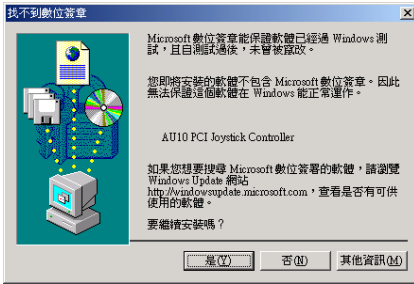 找不到數位簽章
Microsoft 數位簽章能保證軟體已經過 Windows 測
試，且自測試過後，未曾被竄改。
您即將安裝的軟體不包含 Microsoft 數位簽章。因此
無法保證這個軟體在 Windows 能正常運作。
AU10 PCI Joystick Controller
如果您想要搜尋 Microsoft 數位簽署的軟體，請瀏覽
Windows Update 網站
http://windowsupdate.microsoft.com，查看是否有可供
使用的軟體。
要繼續安裝嗎？
是(Y) 否(N) 其他資訊(M)